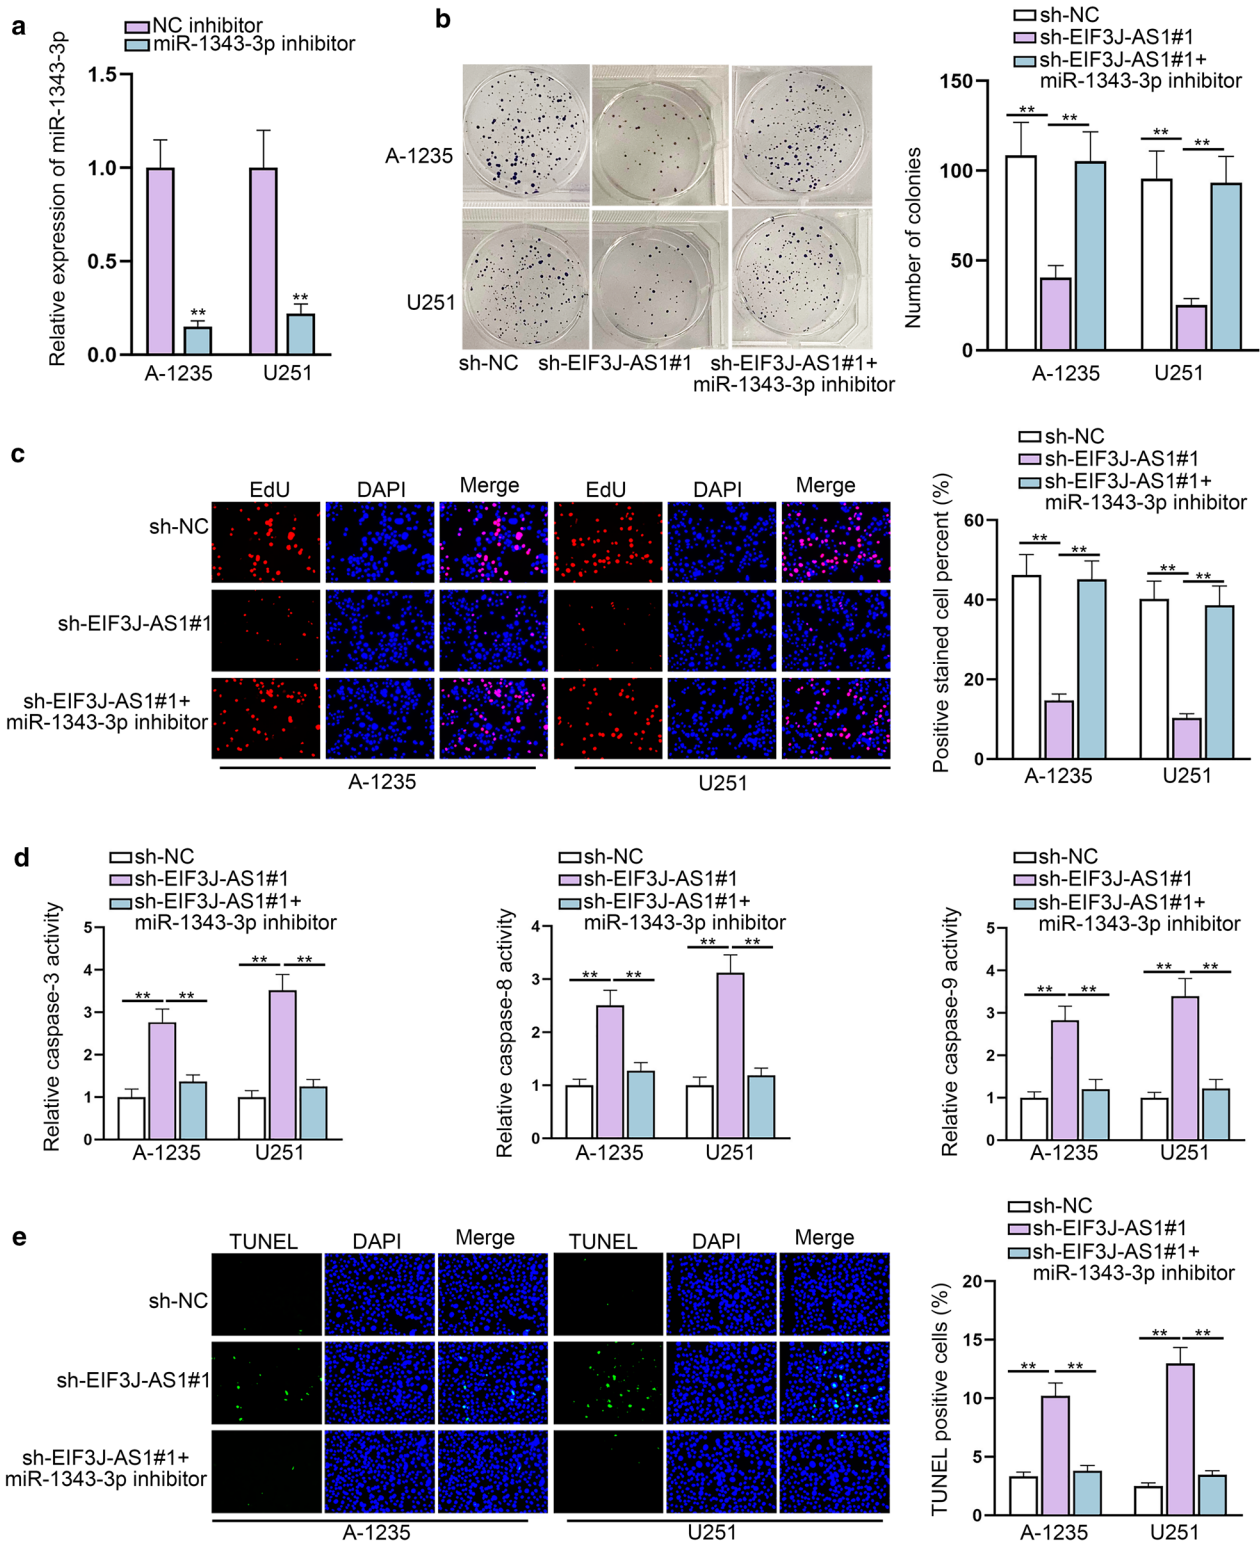 a
NC inhibitor
miR-1343-3p inhibitor
Relative expression of miR-1343-3p
1.5
1.0
0.5
0.0
**
**
A-1235
U251
b
A-1235
U251
sh-NC
sh-EIF3J-AS1#1
sh-EIF3J-AS1#1+
miR-1343-3p inhibitor
sh-NC
sh-EIF3J-AS1#1
sh-EIF3J-AS1#1+
miR-1343-3p inhibitor
Number of colonies
150
100
50
0
**
**
**
**
A-1235
U251
c
EdU
DAPI
Merge
EdU
DAPI
Merge
sh-NC
sh-EIF3J-AS1#1
sh-EIF3J-AS1#1+
miR-1343-3p inhibitor
A-1235
U251
sh-NC
sh-EIF3J-AS1#1
sh-EIF3J-AS1#1+
miR-1343-3p inhibitor
Positive stained cell percent (%)
60
40
20
0
**
**
**
**
A-1235
U251
d
sh-NC
sh-EIF3J-AS1#1
sh-EIF3J-AS1#1+
miR-1343-3p inhibitor
Relative caspase-3 activity
5
4
3
2
1
0
**
**
**
**
A-1235
U251
sh-NC
sh-EIF3J-AS1#1
sh-EIF3J-AS1#1+
miR-1343-3p inhibitor
Relative caspase-8 activity
4
3
2
1
0
**
**
**
**
A-1235
U251
sh-NC
sh-EIF3J-AS1#1
sh-EIF3J-AS1#1+
miR-1343-3p inhibitor
Relative caspase-9 activity
5
4
3
2
1
0
**
**
**
**
A-1235
U251
e
TUNEL
DAPI
Merge
TUNEL
DAPI
Merge
sh-NC
sh-EIF3J-AS1#1
sh-EIF3J-AS1#1+
miR-1343-3p inhibitor
A-1235
U251
sh-NC
sh-EIF3J-AS1#1
sh-EIF3J-AS1#1+
miR-1343-3p inhibitor
TUNEL positive cells (%)
20
15
10
5
0
**
**
**
**
A-1235
U251